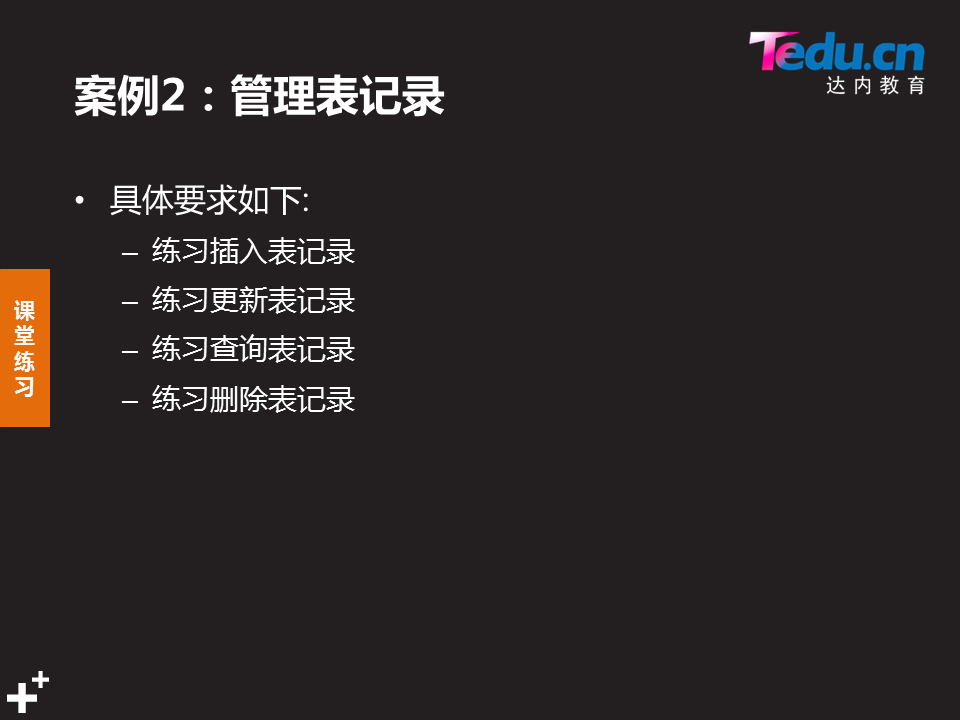 Tedu.cn
达内教育
案例2：管理表记录
• 具体要求如下:
– 练习插入表记录
– 练习更新表记录
– 练习查询表记录
– 练习删除表记录
课
堂
练
习